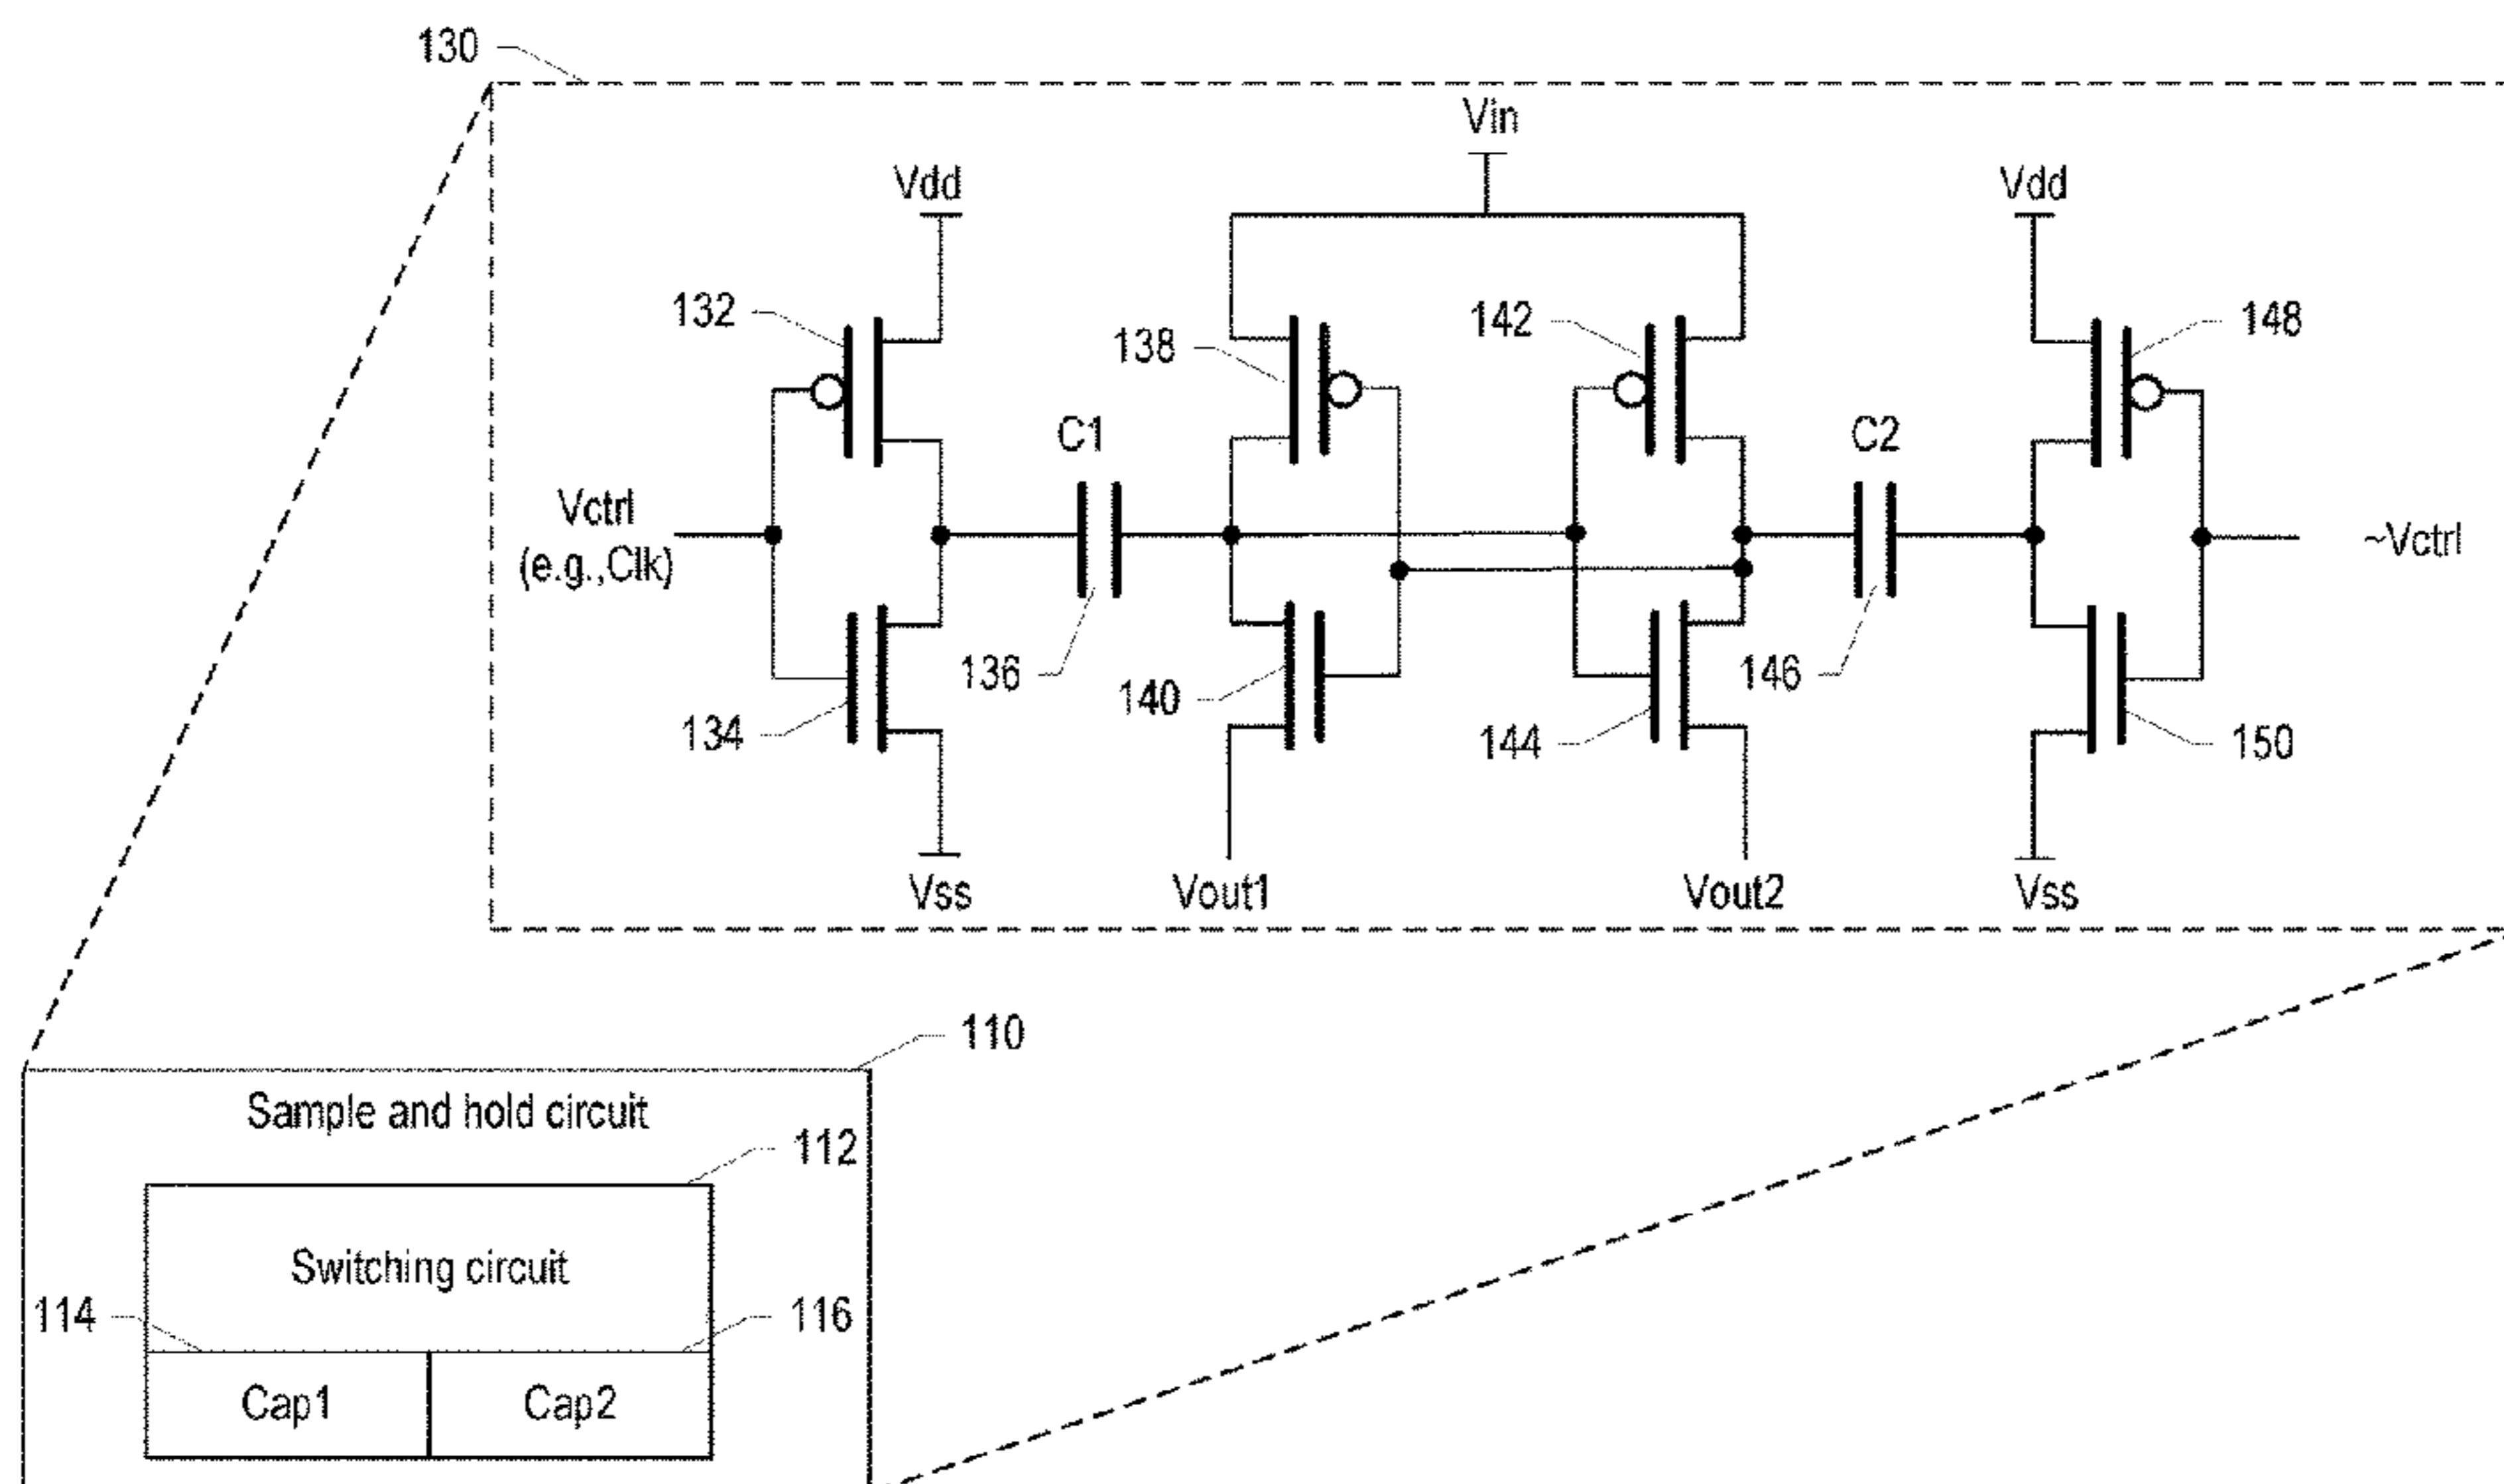 130
Vin
Vdd
Vdd
132
138
142
148
C1
C2
Vctrl
(e.g.,Clk)
~Vctrl
136
140
146
134
144
150
Vss
Vout1
Vout2
Vss
110
Sample and hold circuit
112
Switching circuit
114
116
Cap1
Cap2